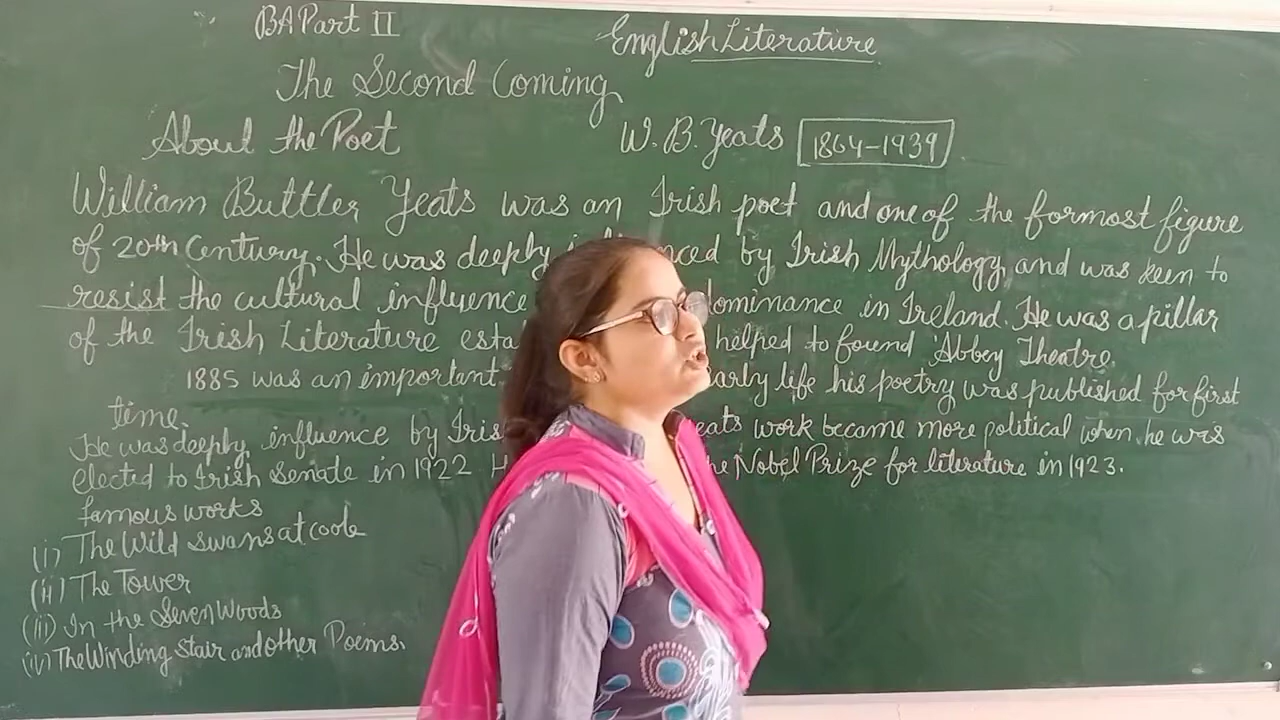 BA Part II
English Literature
The Second Coming
About the Poet
W. B. Yeats 1864-1939
William Buttler Yeats was an Irish poet and one of the formost figure
of 20th Century. He was deeply by Irish Mythology and was keen to
resist the cultural influence dominance in Ireland. He was a pillar
of the Irish Literature helped to found Abbey Theatre.
1885 was an important life his poetry was published for first
time.
He was deeply influence by work became more political when he was
elected to Irish Senate in 1922 Nobel Prize for literature in 1923.
famous works
(i) The Wild swans at coole
(ii) The Tower
(iii) In the Seven Woods
(iv) The Winding Stair and other Poems.